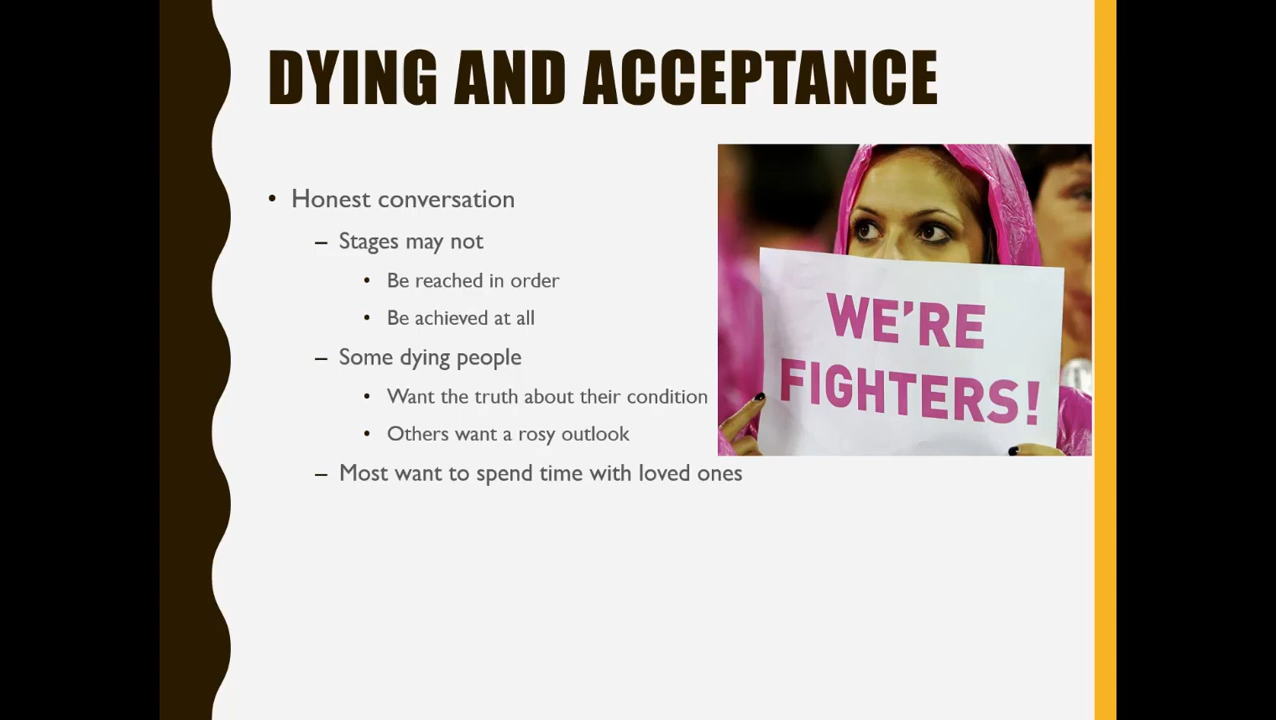 DYING AND ACCEPTANCE
• Honest conversation
– Stages may not
• Be reached in order
• Be achieved at all
– Some dying people
• Want the truth about their condition
• Others want a rosy outlook
– Most want to spend time with loved ones
WE'RE
FIGHTERS!